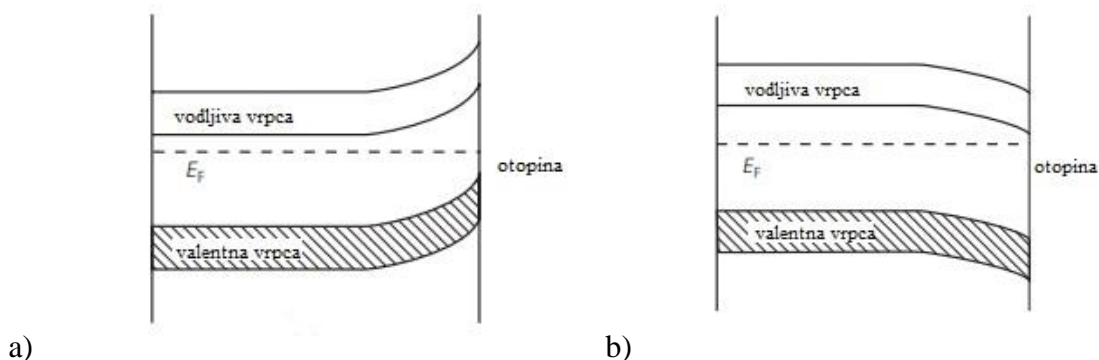 vodljiva vrpca
E_F
otopina
valentna vrpca
a)
vodljiva vrpca
E_F
otopina
valentna vrpca
b)